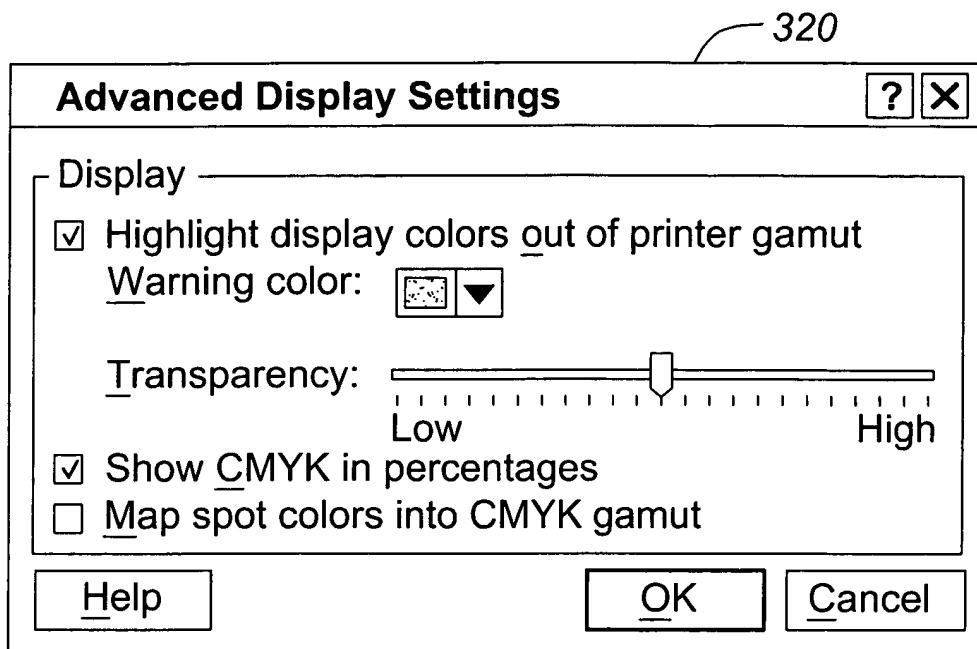 320
Advanced Display Settings ? X
Display
Highlight display colors out of printer gamut
Warning color:
Transparency:
Low High
Show CMYK in percentages
Map spot colors into CMYK gamut
Help OK Cancel